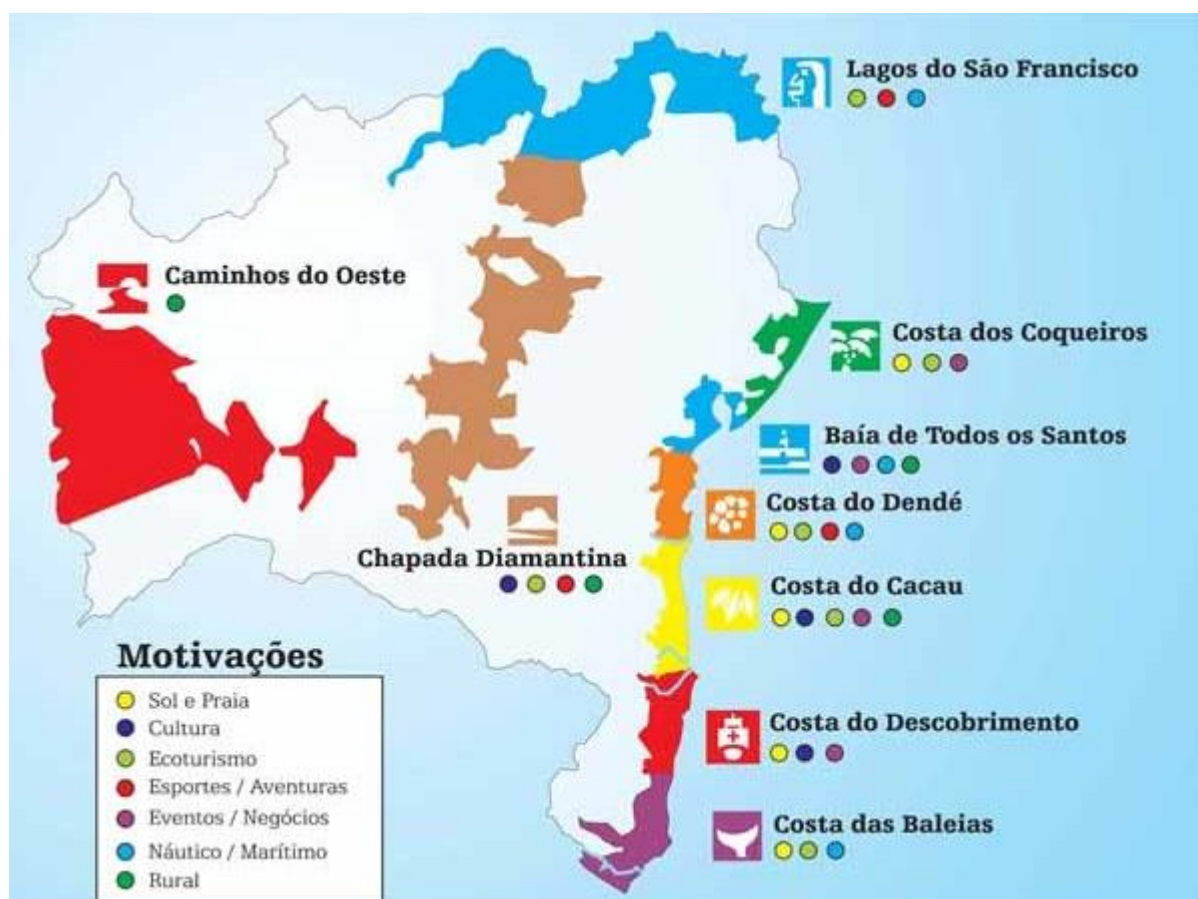 Lagos do São Francisco
Caminhos do Oeste
Costa dos Coqueiros
Baía de Todos os Santos
Costa do Dendé
Chapada Diamantina
Costa do Cacau
Motivações
Sol e Praia
Cultura
Ecoturismo
Esportes / Aventuras
Eventos / Negócios
Náutico / Marítimo
Rural
Costa do Descobrimento
Costa das Baleias